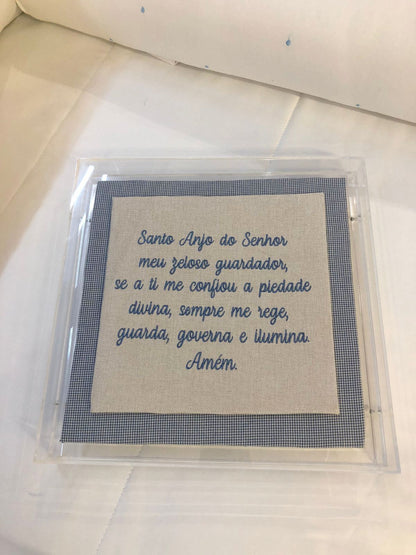 Santo Anjo do Senhor
meu zeloso guardador,
se a ti me confiou a piedade
divina, sempre me rege,
guarda, governa e ilumina.
Amém.